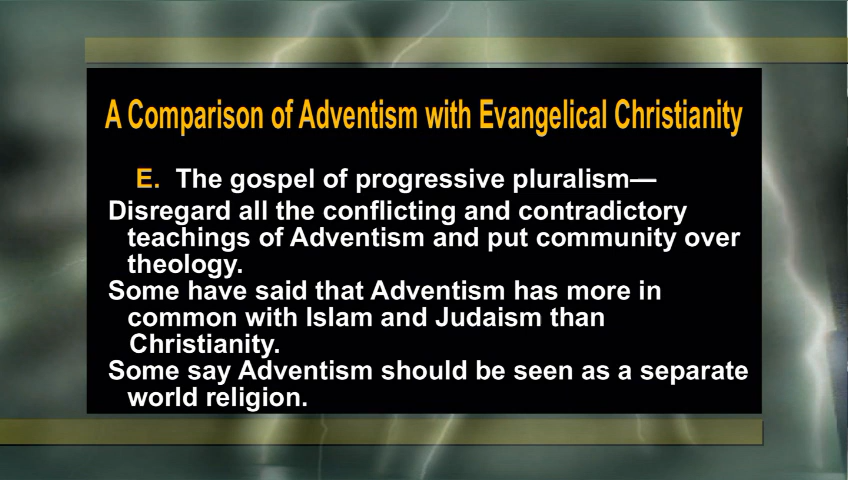 A Comparison of Adventism with Evangelical Christianity
E. The gospel of progressive pluralism—
Disregard all the conflicting and contradictory
teachings of Adventism and put community over
theology.
Some have said that Adventism has more in
common with Islam and Judaism than
Christianity.
Some say Adventism should be seen as a separate
world religion.